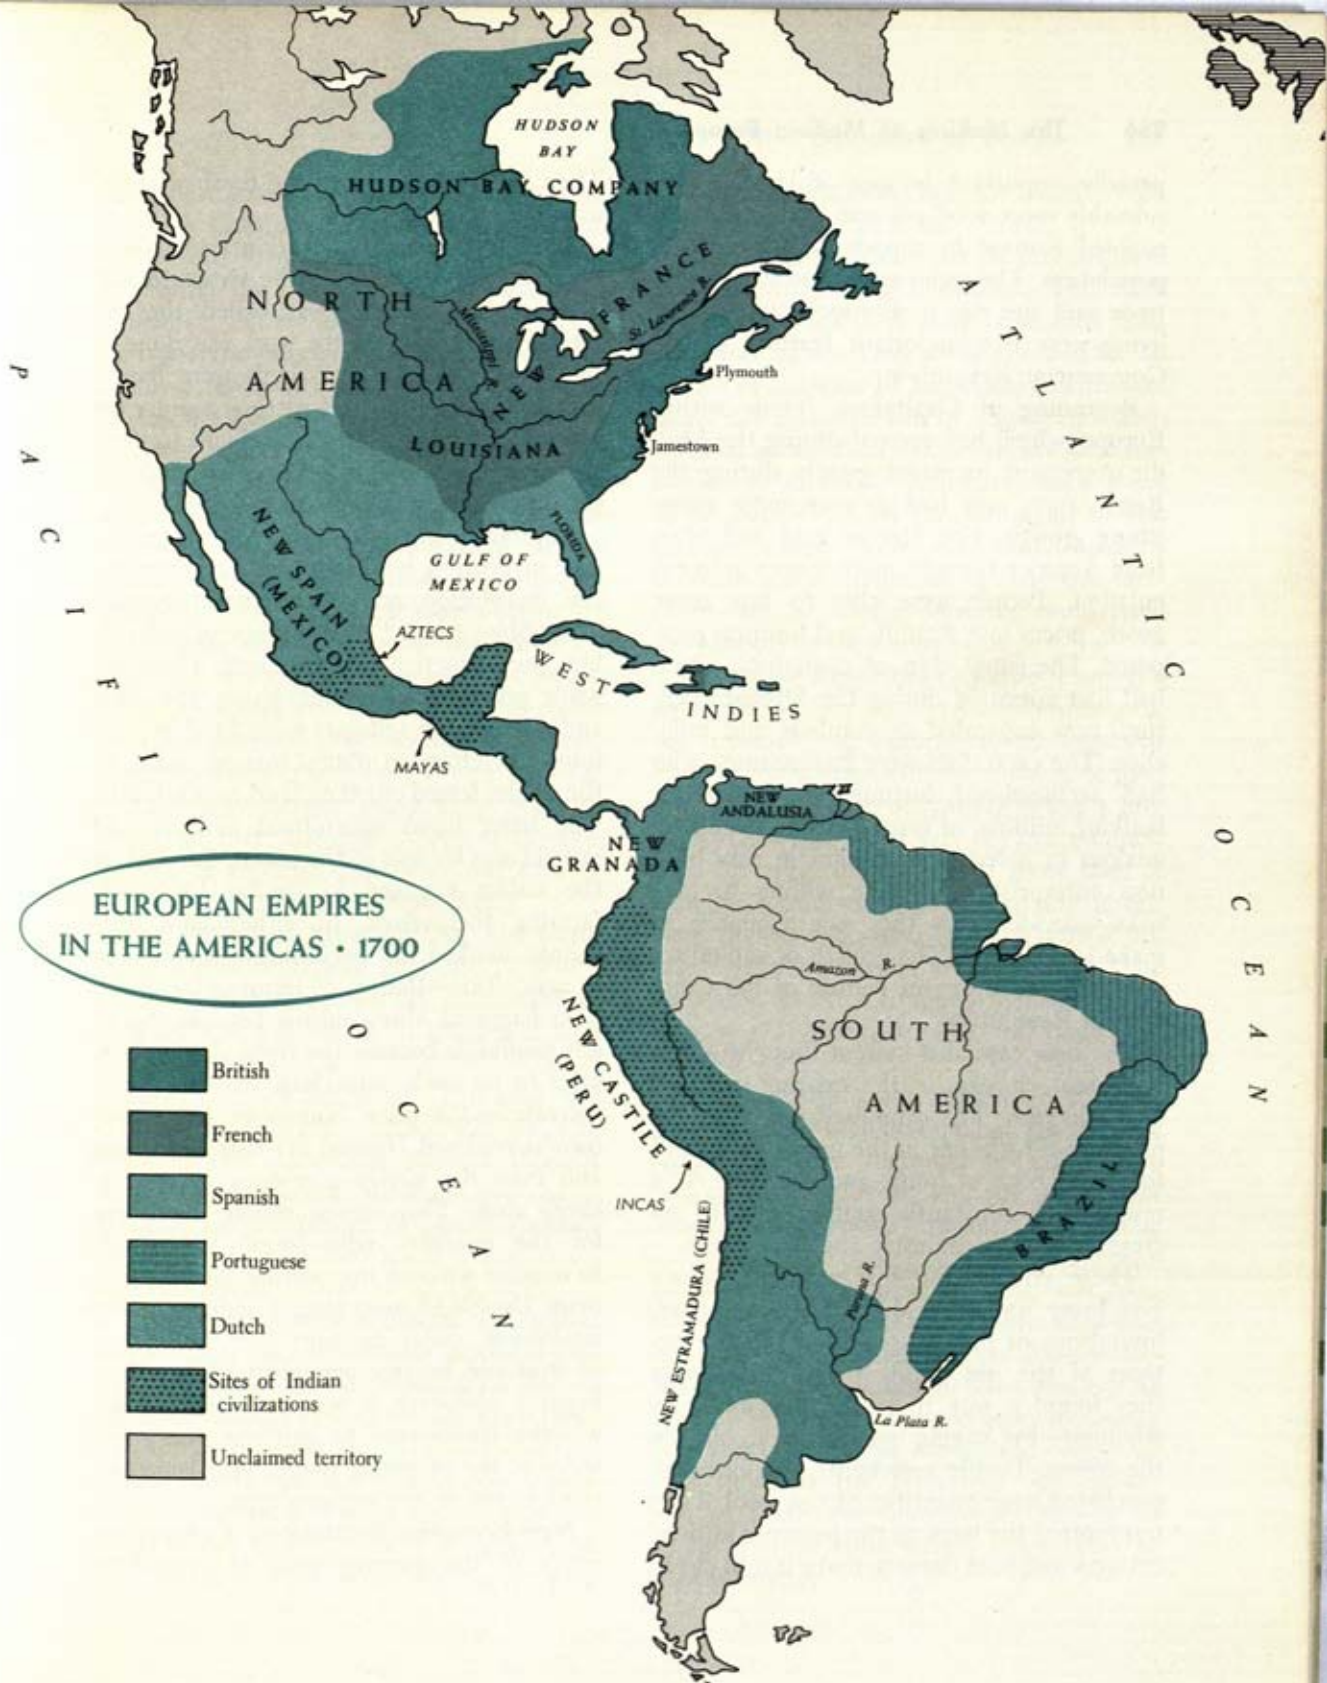 HUDSON
BAY
HUDSON BAY COMPANY
NORTH
AMERICA
NEW FRANCE
St. Lawrence R.
Mississippi R.
LOUISIANA
Plymouth
Jamestown
ATLANTIC
OCEAN
PACIFIC
OCEAN
NEW SPAIN
(MEXICO)
FLORIDA
GULF OF
MEXICO
AZTECS
MAYAS
WEST
INDIES
NEW
ANDALUSIA
NEW
GRANADA
EUROPEAN EMPIRES
IN THE AMERICAS • 1700
Amazon R.
SOUTH
AMERICA
NEW CASTILE
(PERU)
INCAS
BRAZIL
NEW ESTRAMADURA (CHILE)
Parana R.
La Plata R.
British
French
Spanish
Portuguese
Dutch
Sites of Indian
civilizations
Unclaimed territory